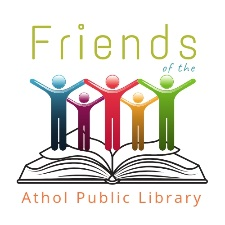 Friends
of the
Athol Public Library